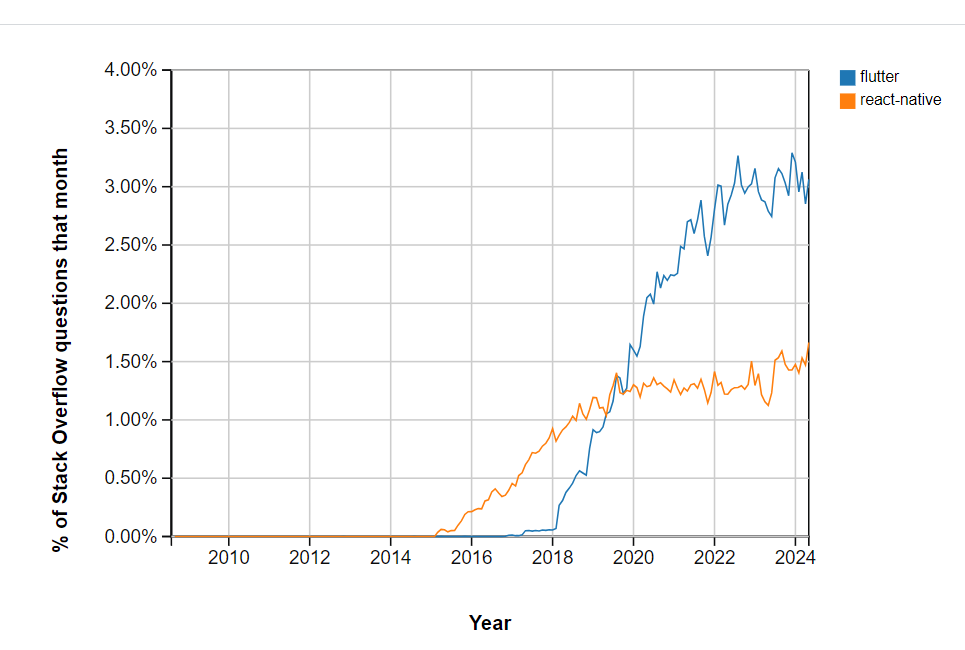 4.00%
3.50%
3.00%
2.50%
2.00%
1.50%
1.00%
0.50%
0.00%
% of Stack Overflow questions that month
2010 2012 2014 2016 2018 2020 2022 2024
Year
flutter
react-native